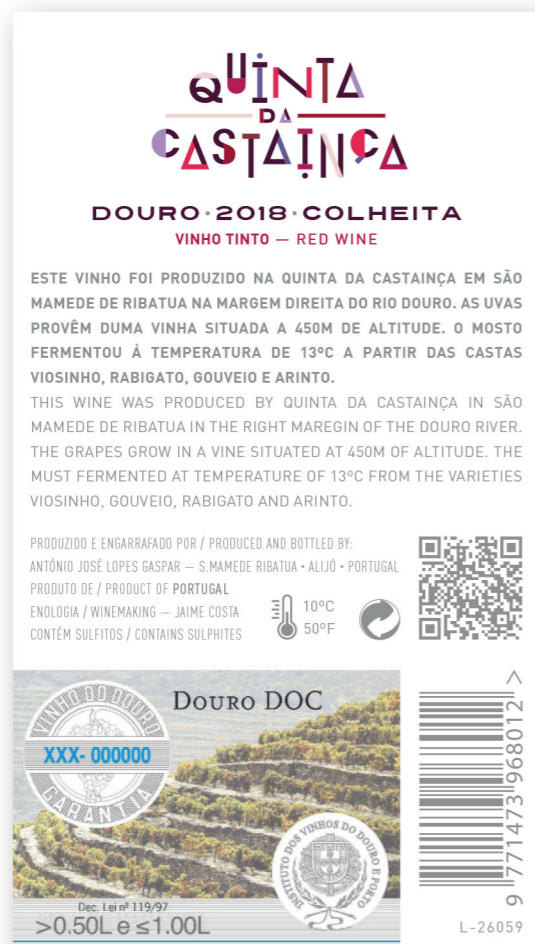 QUINTA
DA
CASTAINÇA
DOURO·2018·COLHEITA
VINHO TINTO — RED WINE
ESTE VINHO FOI PRODUZIDO NA QUINTA DA CASTAINÇA EM SÃO
MAMEDE DE RIBATUA NA MARGEM DIREITA DO RIO DOURO. AS UVAS
PROVÊM DUMA VINHA SITUADA A 450M DE ALTITUDE. O MOSTO
FERMENTOU À TEMPERATURA DE 13ºC A PARTIR DAS CASTAS
VIOSINHO, RABIGATO, GOUVEIO E ARINTO.
THIS WINE WAS PRODUCED BY QUINTA DA CASTAINÇA IN SÃO
MAMEDE DE RIBATUA IN THE RIGHT MAREGIN OF THE DOURO RIVER.
THE GRAPES GROW IN A VINE SITUATED AT 450M OF ALTITUDE. THE
MUST FERMENTED AT TEMPERATURE OF 13ºC FROM THE VARIETIES
VIOSINHO, GOUVEIO, RABIGATO AND ARINTO.
PRODUZIDO E ENGARRAFADO POR / PRODUCED AND BOTTLED BY:
ANTÓNIO JOSÉ LOPES GASPAR — S.MAMEDE RIBATUA • ALIJÓ • PORTUGAL
PRODUTO DE / PRODUCT OF PORTUGAL
ENOLOGIA / WINEMAKING — JAIME COSTA
CONTÉM SULFITOS / CONTAINS SULPHITES
10ºC
50ºF
DOURO DOC
VINHO DO DOURO
XXX- 000000
GARANTIA
INSTITUTO DOS VINHOS DO DOURO E PORTO
Dec. Lei nº 119/97
>0.50L e ≤1.00L
9 771473 968012 >
L-26059